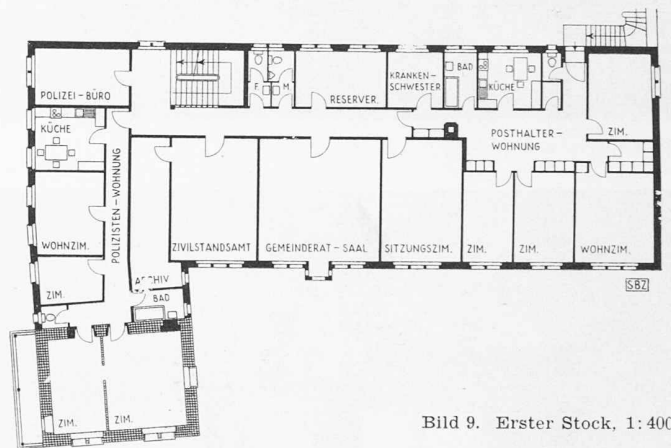 POLIZEI-BÜRO
F.
M
RESERVER.
KRANKEN-
SCHWESTER
BAD
KÜCHE
KÜCHE
POSTHALTER-
WOHNUNG
ZIM.
POLIZISTEN-WOHNUNG
WOHNZIM.
ZIVILSTANDSAMT
GEMEINDERAT-SAAL
SITZUNGSZIM.
ZIM.
ZIM.
WOHNZIM.
ZIM.
ARCHIV
BAD
SBZ
ZIM.
ZIM.
Bild 9. Erster Stock, 1:400